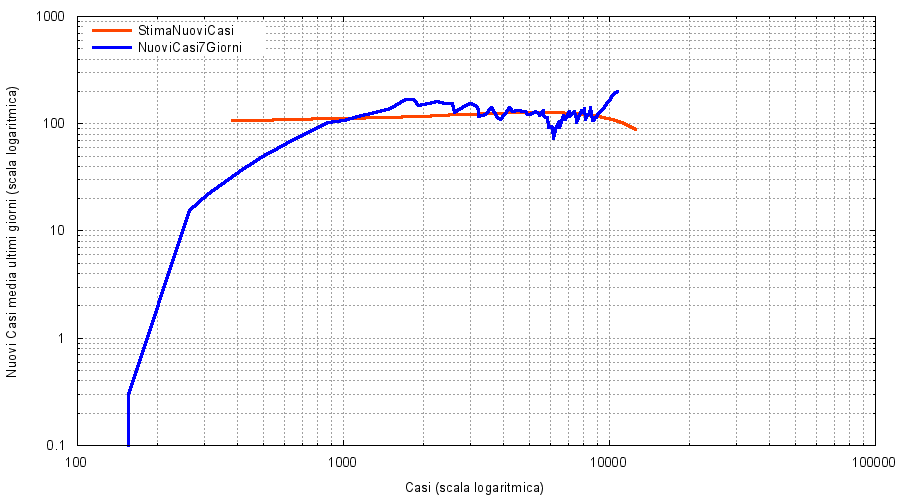 1000
StimaNuoviCasi
NuoviCasi7Giorni
100
10
1
0.1
Nuovi Casi media ultimi giorni (scala logaritmica)
100
1000
10000
100000
Casi (scala logaritmica)